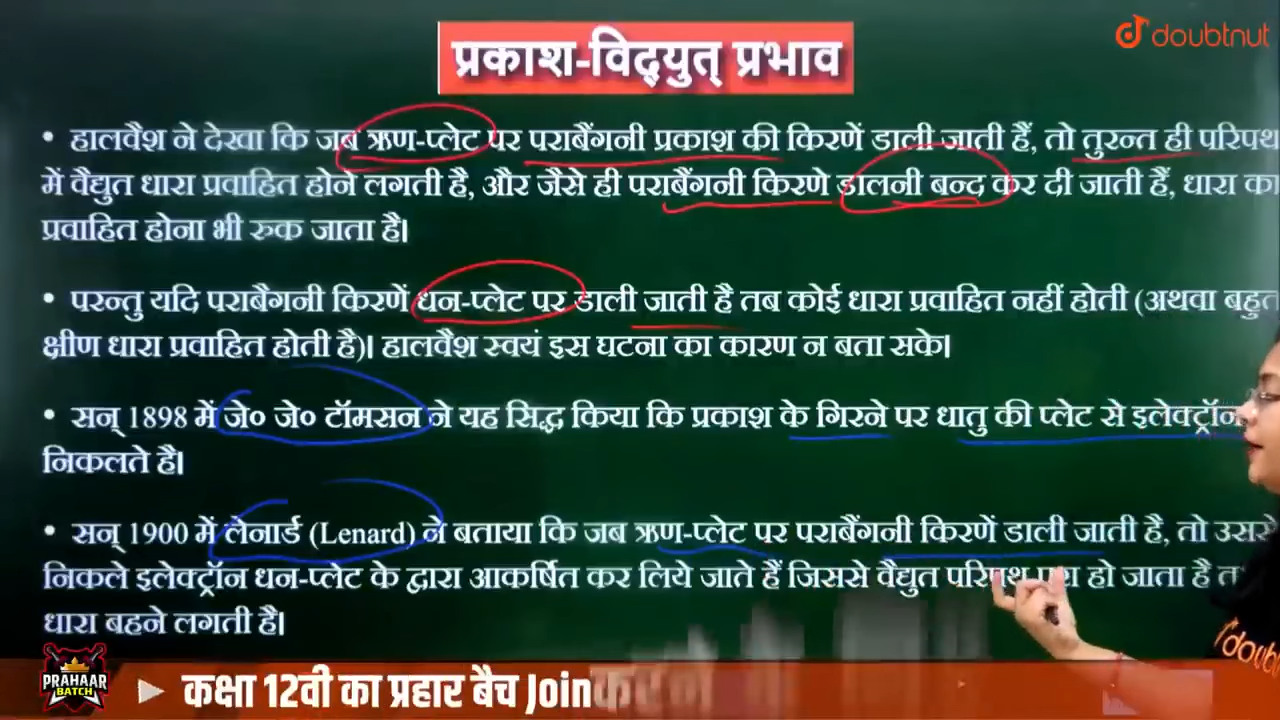 doubtnut
प्रकाश-विद्युत् प्रभाव
• हालवैश ने देखा कि जब ऋण-प्लेट पर पराबैंगनी प्रकाश की किरणें डाली जाती हैं, तो तुरन्त ही परिपथ
में वैद्युत धारा प्रवाहित होने लगती है, और जैसे ही पराबैंगनी किरणे डालनी बन्द कर दी जाती हैं, धारा का
प्रवाहित होना भी रुक जाता है।
• परन्तु यदि पराबैगनी किरणें धन-प्लेट पर डाली जाती है तब कोई धारा प्रवाहित नहीं होती (अथवा बहुत
क्षीण धारा प्रवाहित होती है)। हालवैश स्वयं इस घटना का कारण न बता सके।
• सन् 1898 में जे० जे० टॉमसन ने यह सिद्ध किया कि प्रकाश के गिरने पर धातु की प्लेट से इलेक्ट्रॉन
निकलते है।
• सन् 1900 में लेनार्ड (Lenard) ने बताया कि जब ऋण-प्लेट पर पराबैंगनी किरणें डाली जाती है, तो उससे
निकले इलेक्ट्रॉन धन-प्लेट के द्वारा आकर्षित कर लिये जाते हैं जिससे वैद्युत परिपथ पूरा हो जाता है
धारा बहने लगती है।
doub
PRAHAAR
BATCH
कक्षा 12वी का प्रहार बैच Join